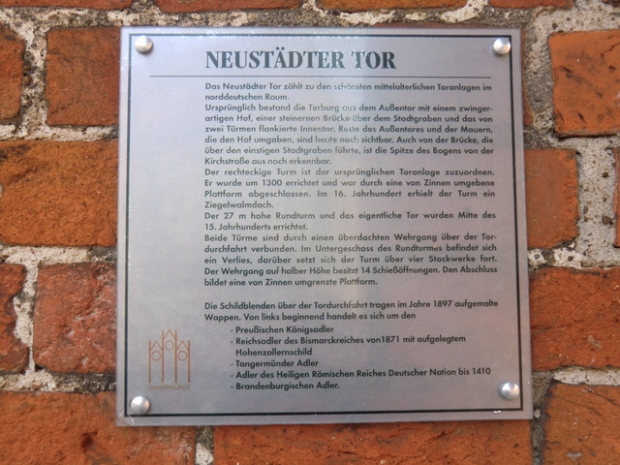 NEUSTÄDTER TOR
Das Neustädter Tor zählt zu den schönsten mittelalterlichen Toranlagen im
norddeutschen Raum.
Ursprünglich bestand die Torburg aus dem Außentor mit einem zwinger-
artigen Hof, einer steinernen Brücke über dem Stadtgraben und das von
zwei Türmen flankierte Innentor. Reste des Außentores und der Mauern,
die den Hof umgaben, sind heute noch sichtbar. Auch von der Brücke, die
über den einstigen Stadtgraben führte, ist die Spitze des Bogens von der
Kirchstraße aus noch erkennbar.
Der rechteckige Turm ist der ursprünglichen Toranlage zuzuordnen.
Er wurde um 1300 errichtet und war durch eine von Zinnen umgebene
Plattform abgeschlossen. Im 16. Jahrhundert erhielt der Turm ein
Ziegelwalmdach.
Der 27 m hohe Rundturm und das eigentliche Tor wurden Mitte des
15. Jahrhunderts errichtet.
Beide Türme sind durch einen überdachten Wehrgang über der Tor-
durchfahrt verbunden. Im Untergeschoss des Rundturmes befindet sich
ein Verlies, darüber setzt sich der Turm über vier Stockwerke fort.
Der Wehrgang auf halber Höhe besitzt 14 Schießöffnungen. Den Abschluss
bildet eine von Zinnen umgrenzte Plattform.
Die Schildblenden über der Tordurchfahrt tragen im Jahre 1897 aufgemalte
Wappen. Von links beginnend handelt es sich um den
- Preußischen Königsadler
- Reichsadler des Bismarckreiches von1871 mit aufgelegtem
Hohenzollernschild
- Tangermünder Adler
- Adler des Heiligen Römischen Reiches Deutscher Nation bis 1410
- Brandenburgischen Adler.